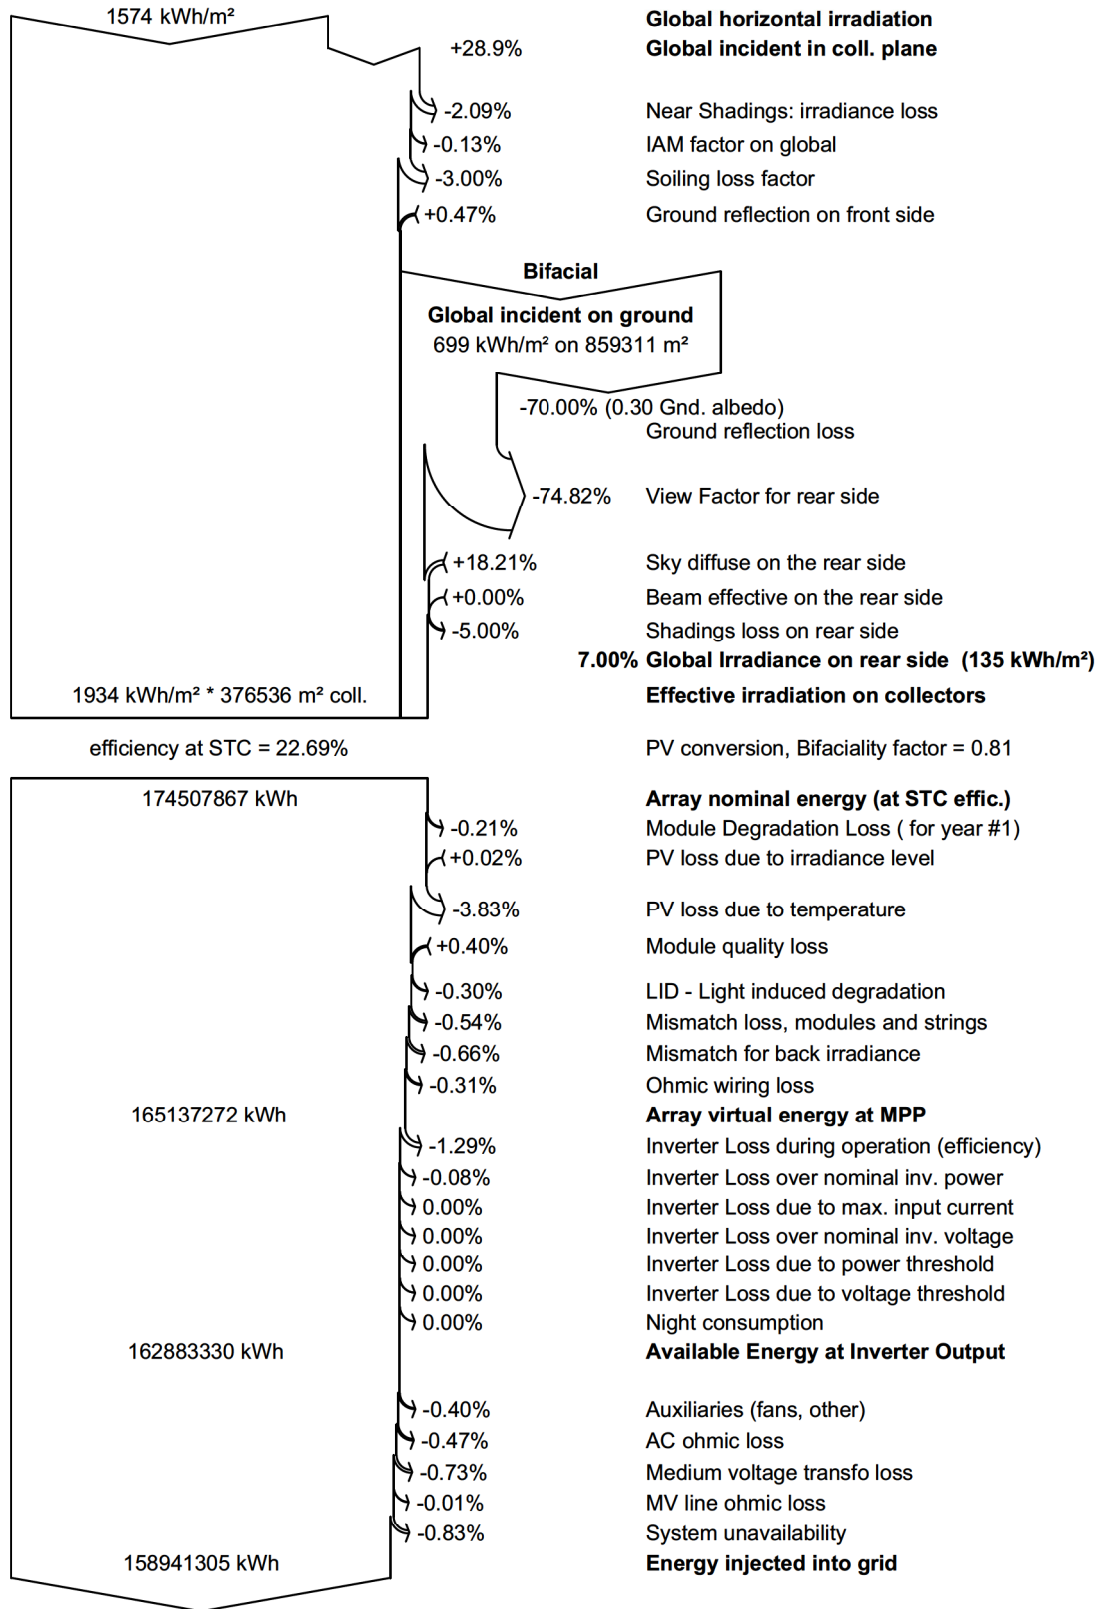 1574 kWh/m² Global horizontal irradiation
+28.9% Global incident in coll. plane
-2.09% Near Shadings: irradiance loss
-0.13% IAM factor on global
-3.00% Soiling loss factor
+0.47% Ground reflection on front side
Bifacial
Global incident on ground
699 kWh/m² on 859311 m²
-70.00% (0.30 Gnd. albedo)
Ground reflection loss
-74.82% View Factor for rear side
+18.21% Sky diffuse on the rear side
+0.00% Beam effective on the rear side
-5.00% Shadings loss on rear side
7.00% Global Irradiance on rear side (135 kWh/m²)
1934 kWh/m² * 376536 m² coll. Effective irradiation on collectors
efficiency at STC = 22.69% PV conversion, Bifaciality factor = 0.81
174507867 kWh Array nominal energy (at STC effic.)
-0.21% Module Degradation Loss ( for year #1)
+0.02% PV loss due to irradiance level
-3.83% PV loss due to temperature
+0.40% Module quality loss
-0.30% LID - Light induced degradation
-0.54% Mismatch loss, modules and strings
-0.66% Mismatch for back irradiance
-0.31% Ohmic wiring loss
165137272 kWh Array virtual energy at MPP
-1.29% Inverter Loss during operation (efficiency)
-0.08% Inverter Loss over nominal inv. power
0.00% Inverter Loss due to max. input current
0.00% Inverter Loss over nominal inv. voltage
0.00% Inverter Loss due to power threshold
0.00% Inverter Loss due to voltage threshold
0.00% Night consumption
162883330 kWh Available Energy at Inverter Output
-0.40% Auxiliaries (fans, other)
-0.47% AC ohmic loss
-0.73% Medium voltage transfo loss
-0.01% MV line ohmic loss
-0.83% System unavailability
158941305 kWh Energy injected into grid